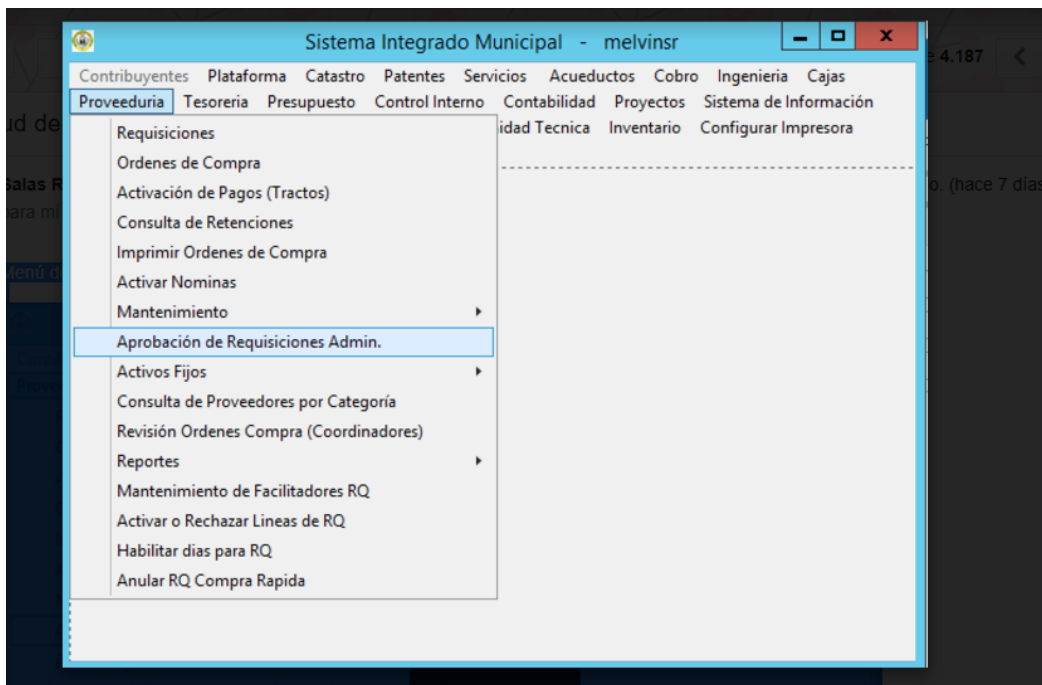 Sistema Integrado Municipal - melvinsr
e 4.187
Contribuyentes Plataforma Catastro Patentes Servicios Acueductos Cobro Ingenieria Cajas
Proveeduria Tesoreria Presupuesto Control Interno Contabilidad Proyectos Sistema de Información
ud de
idad Tecnica Inventario Configurar Impresora
Requisiciones
Ordenes de Compra
Salas R
o. (hace 7 días
Activación de Pagos (Tractos)
para mí
Consulta de Retenciones
Imprimir Ordenes de Compra
Menú de
Activar Nominas
Mantenimiento
Aprobación de Requisiciones Admin.
Activos Fijos
Consulta de Proveedores por Categoría
Revisión Ordenes Compra (Coordinadores)
Reportes
Mantenimiento de Facilitadores RQ
Activar o Rechazar Lineas de RQ
Habilitar dias para RQ
Anular RQ Compra Rapida